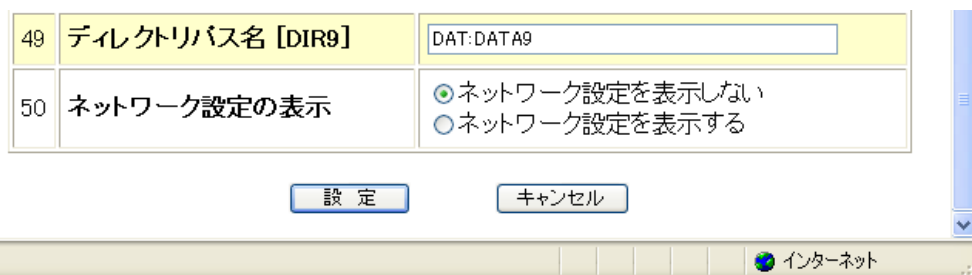 49 ディレクトリパス名 [DIR9] DAT:DATA9
50 ネットワーク設定の表示 ネットワーク設定を表示しない
ネットワーク設定を表示する
設 定 キャンセル
インターネット